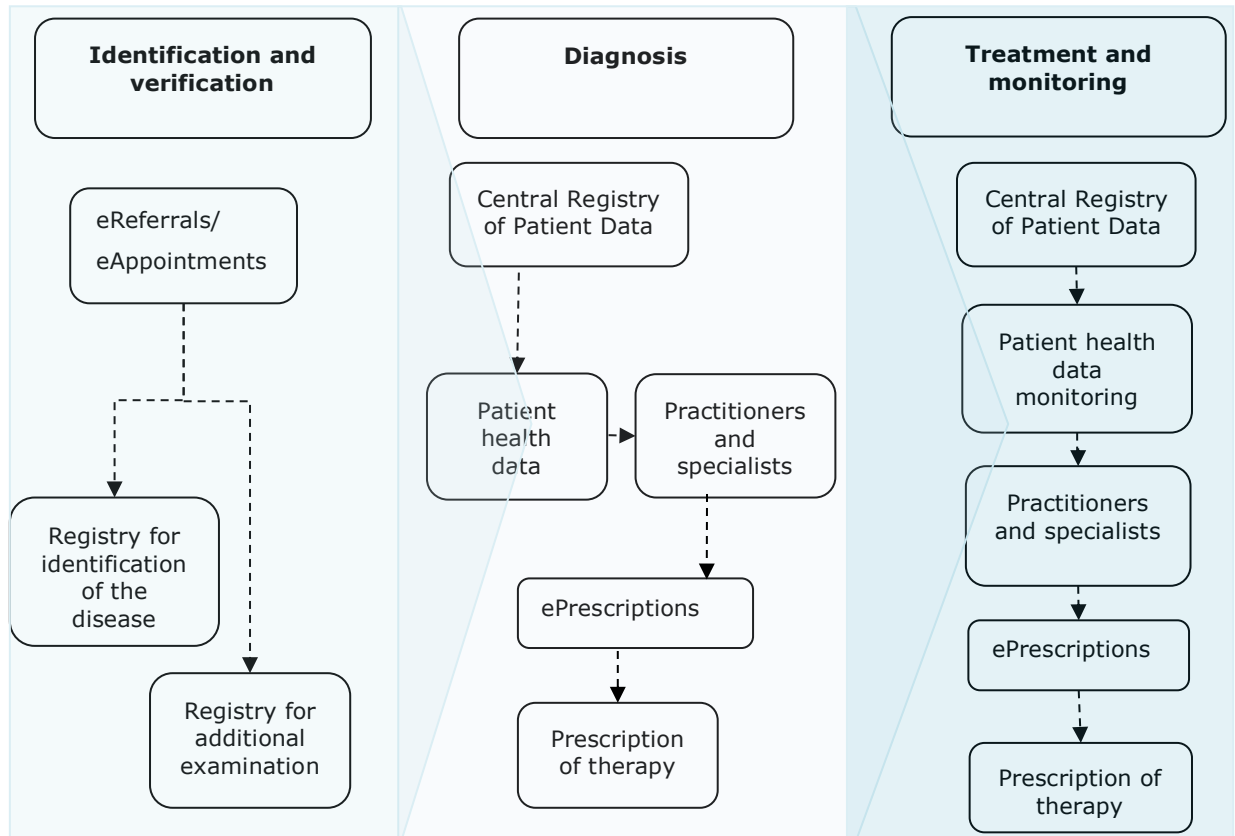 Identification and
verification
eReferrals/
eAppointments
Registry for
identification
of the
disease
Registry for
additional
examination
Diagnosis
Central Registry
of Patient Data
Patient
health
data
Practitioners
and
specialists
ePrescriptions
Prescription
of therapy
Treatment and
monitoring
Central Registry
of Patient Data
Patient health
data
monitoring
Practitioners
and specialists
ePrescriptions
Prescription of
therapy